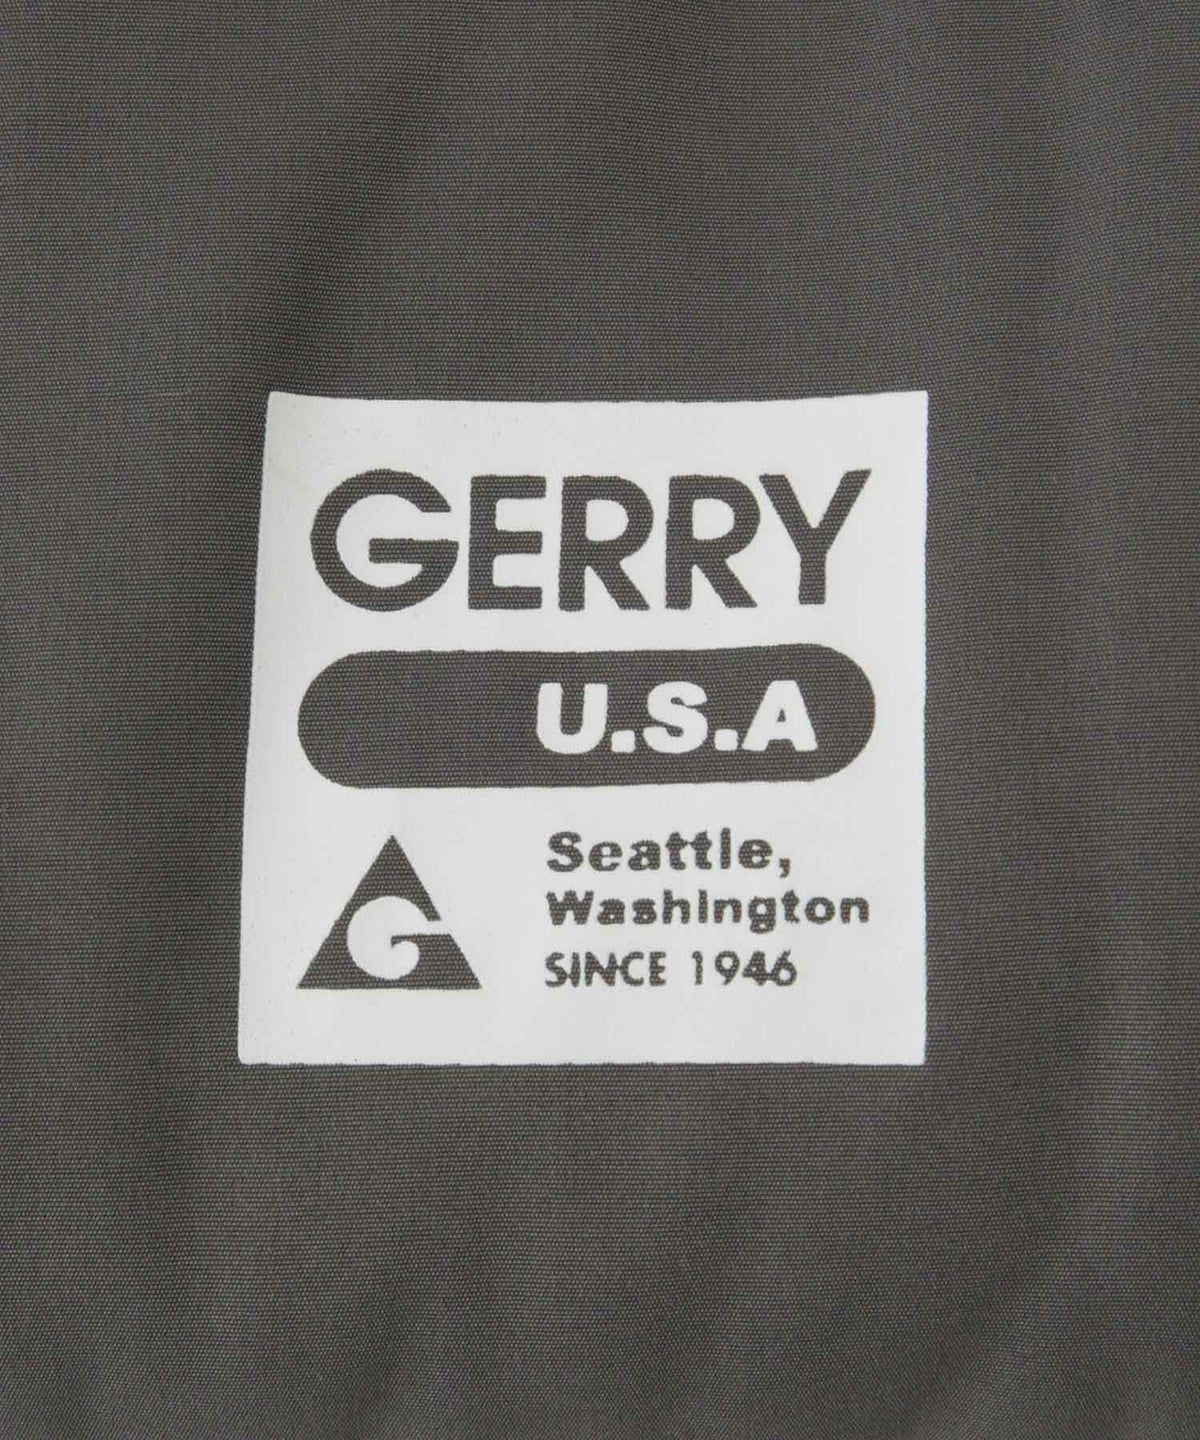 GERRY
U.S.A
G
Seattle,
Washington
SINCE 1946